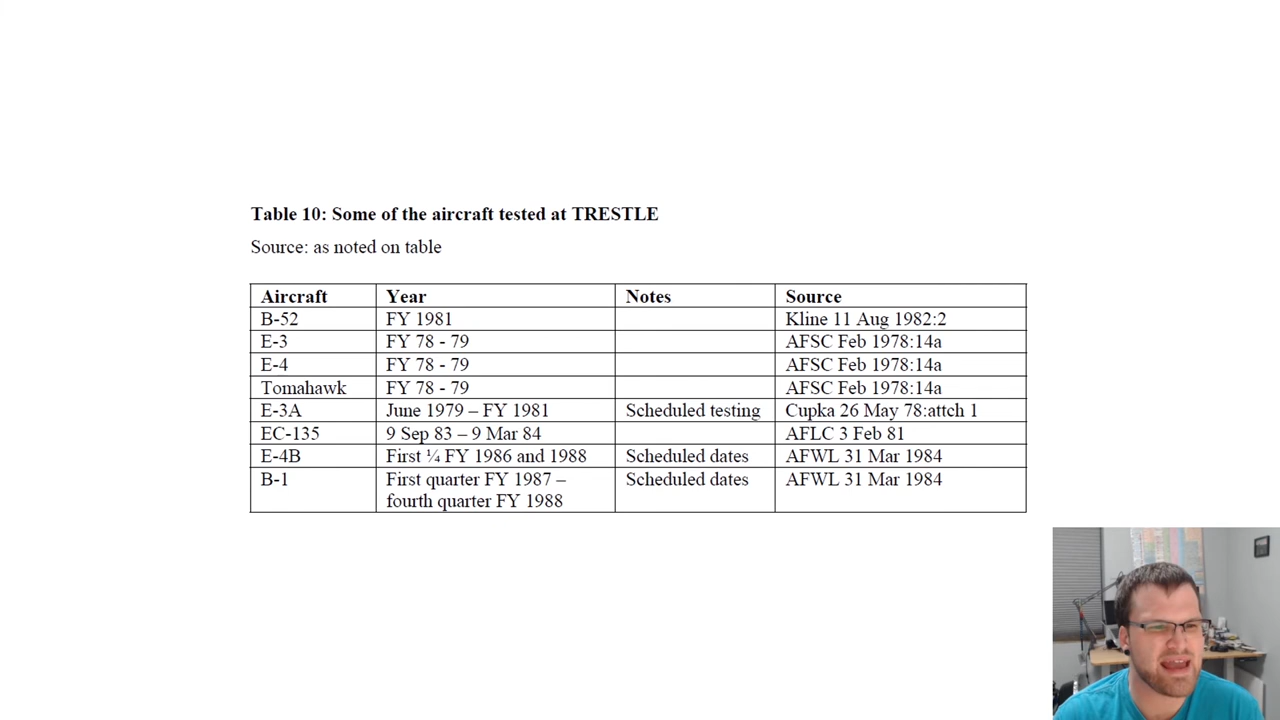 Table 10: Some of the aircraft tested at TRESTLE
Source: as noted on table
Aircraft Year Notes Source
B-52 FY 1981 Kline 11 Aug 1982:2
E-3 FY 78 - 79 AFSC Feb 1978:14a
E-4 FY 78 - 79 AFSC Feb 1978:14a
Tomahawk FY 78 - 79 AFSC Feb 1978:14a
E-3A June 1979 – FY 1981 Scheduled testing Cupka 26 May 78:attch 1
EC-135 9 Sep 83 – 9 Mar 84 AFLC 3 Feb 81
E-4B First ¼ FY 1986 and 1988 Scheduled dates AFWL 31 Mar 1984
B-1 First quarter FY 1987 – Scheduled dates AFWL 31 Mar 1984
fourth quarter FY 1988